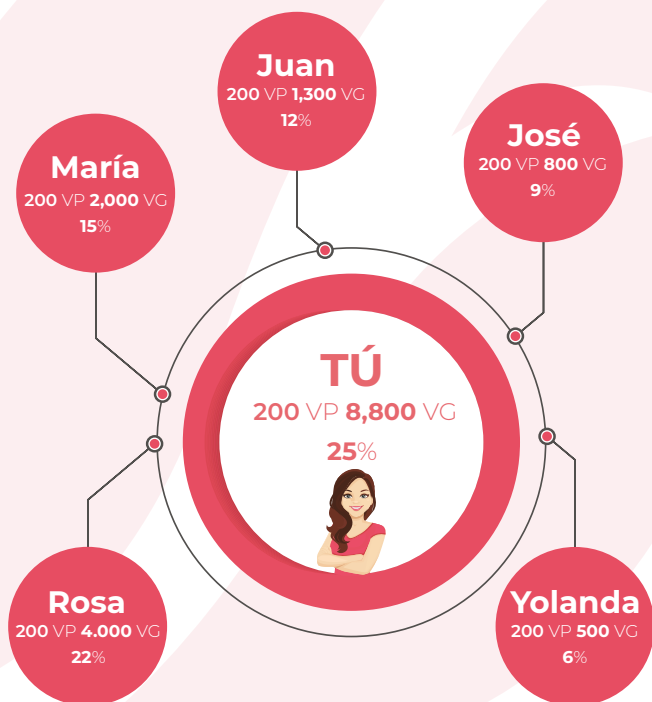 Juan
200 VP 1,300 VG
12%
José
200 VP 800 VG
9%
María
200 VP 2,000 VG
15%
TÚ
200 VP 8,800 VG
25%
Rosa
200 VP 4.000 VG
22%
Yolanda
200 VP 500 VG
6%